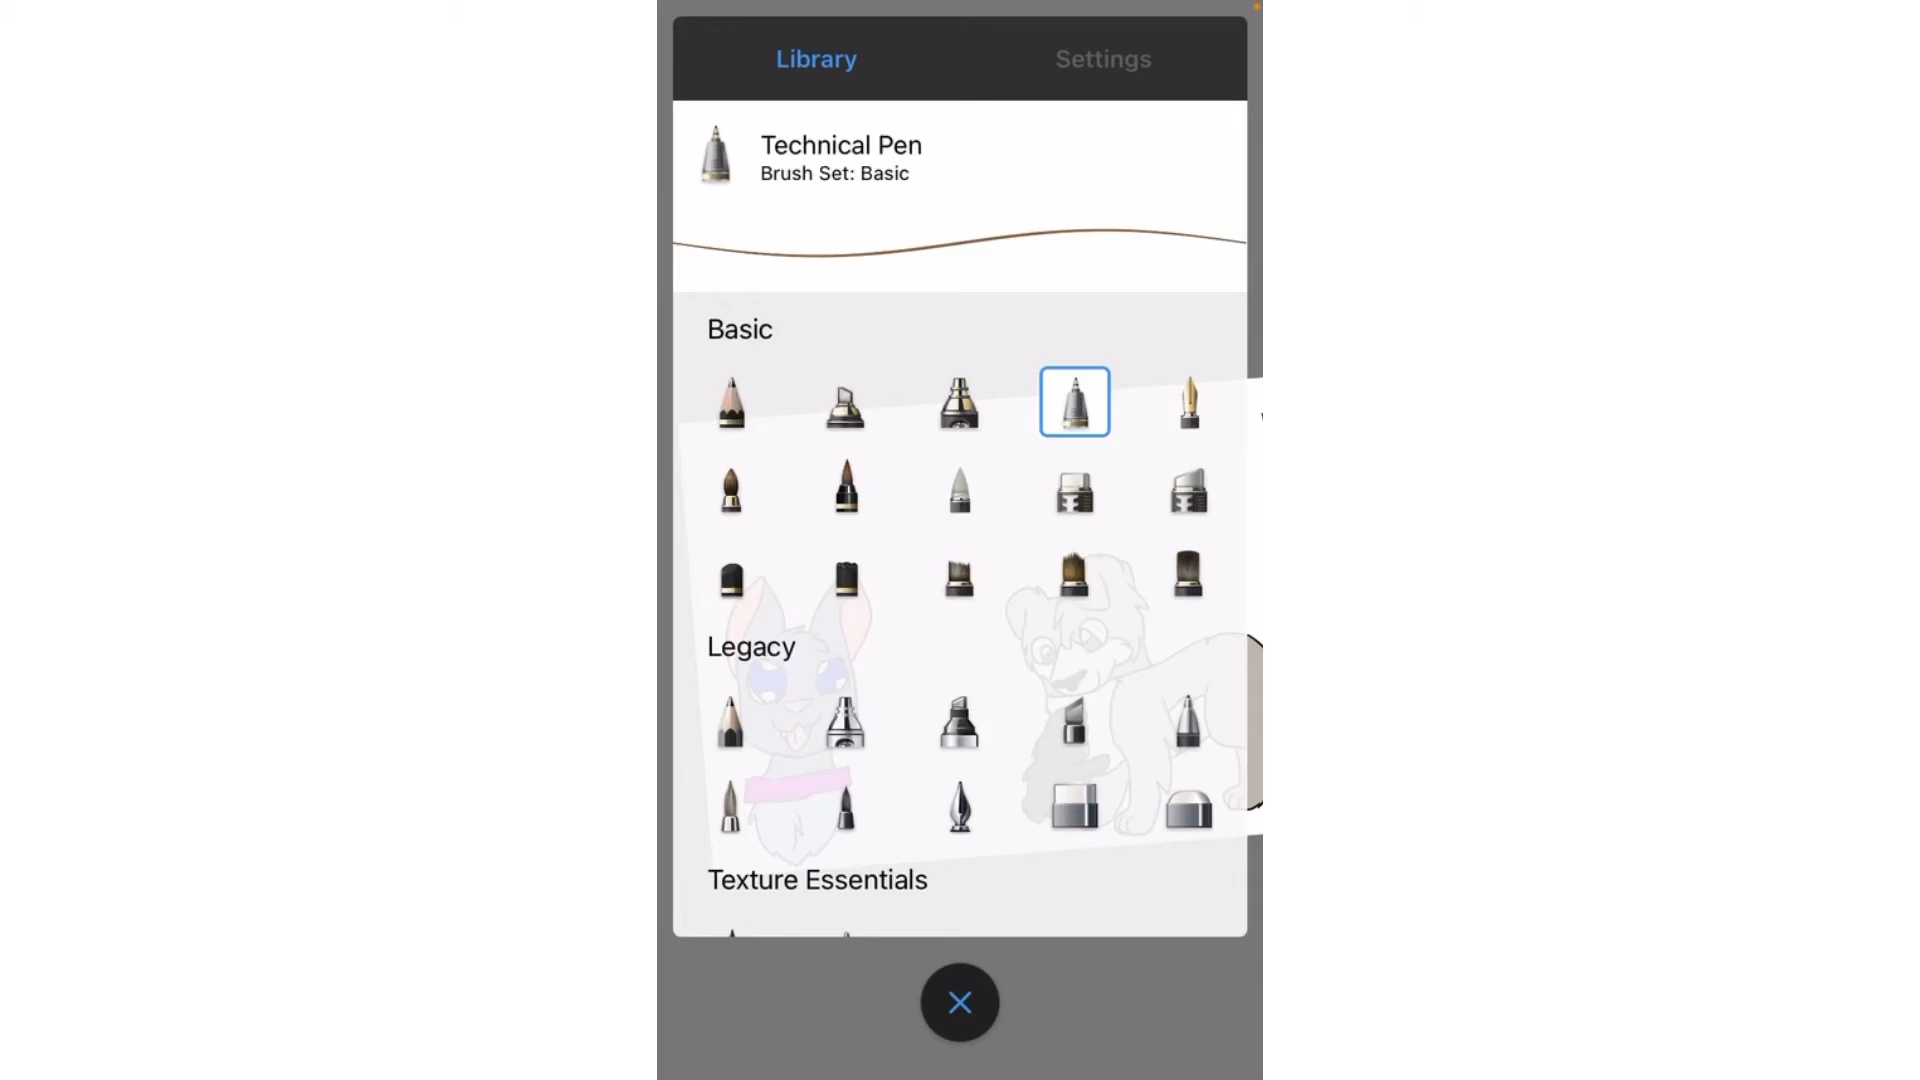 Library
Settings
Technical Pen
Brush Set: Basic
Basic
Legacy
Texture Essentials